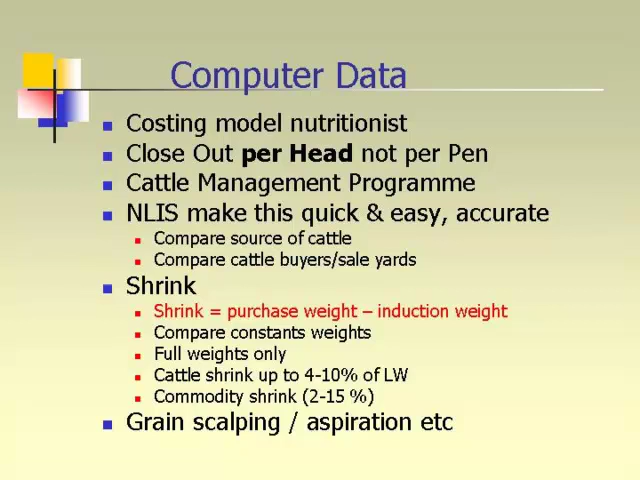 Computer Data
Costing model nutritionist
Close Out per Head not per Pen
Cattle Management Programme
NLIS make this quick & easy, accurate
Compare source of cattle
Compare cattle buyers/sale yards
Shrink
Shrink = purchase weight – induction weight
Compare constants weights
Full weights only
Cattle shrink up to 4-10% of LW
Commodity shrink (2-15 %)
Grain scalping / aspiration etc